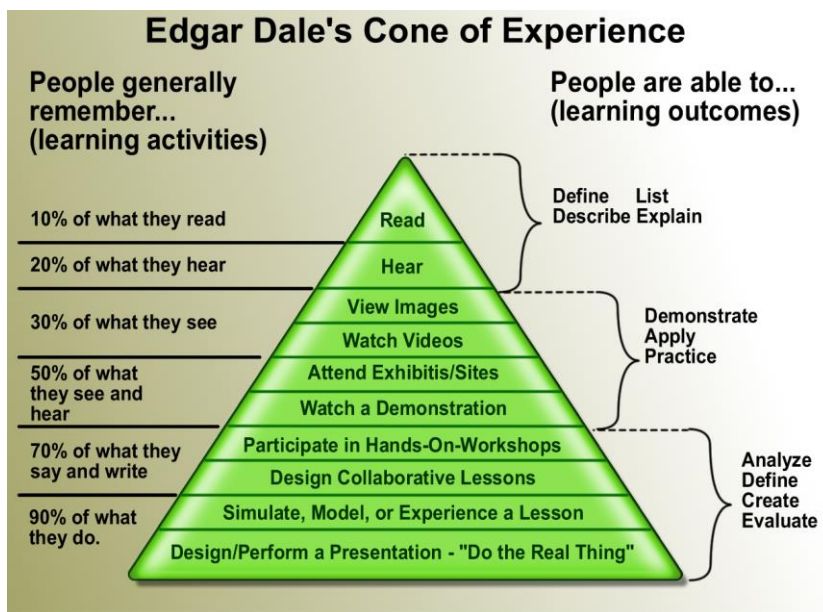 Edgar Dale's Cone of Experience
People generally
remember...
(learning activities)
People are able to...
(learning outcomes)
10% of what they read
20% of what they hear
30% of what they see
50% of what
they see and
hear
70% of what they
say and write
90% of what
they do.
Read
Hear
View Images
Watch Videos
Attend Exhibitis/Sites
Watch a Demonstration
Participate in Hands-On-Workshops
Design Collaborative Lessons
Simulate, Model, or Experience a Lesson
Design/Perform a Presentation - "Do the Real Thing"
Define List
Describe Explain
Demonstrate
Apply
Practice
Analyze
Define
Create
Evaluate